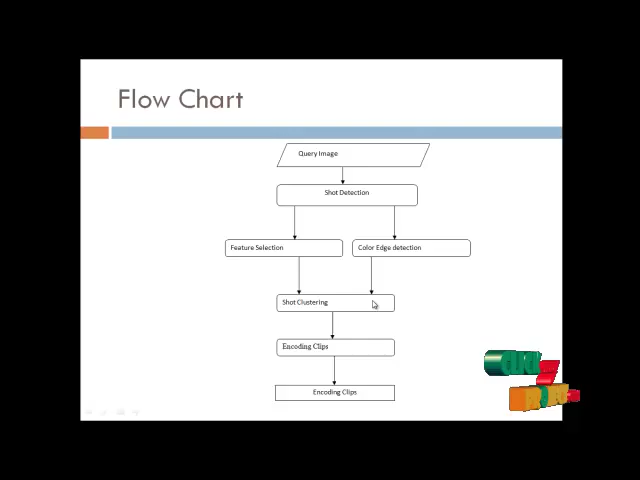 Flow Chart
Query Image
Shot Detection
Feature Selection
Color Edge detection
Shot Clustering
Encoding Clips
Encoding Clips